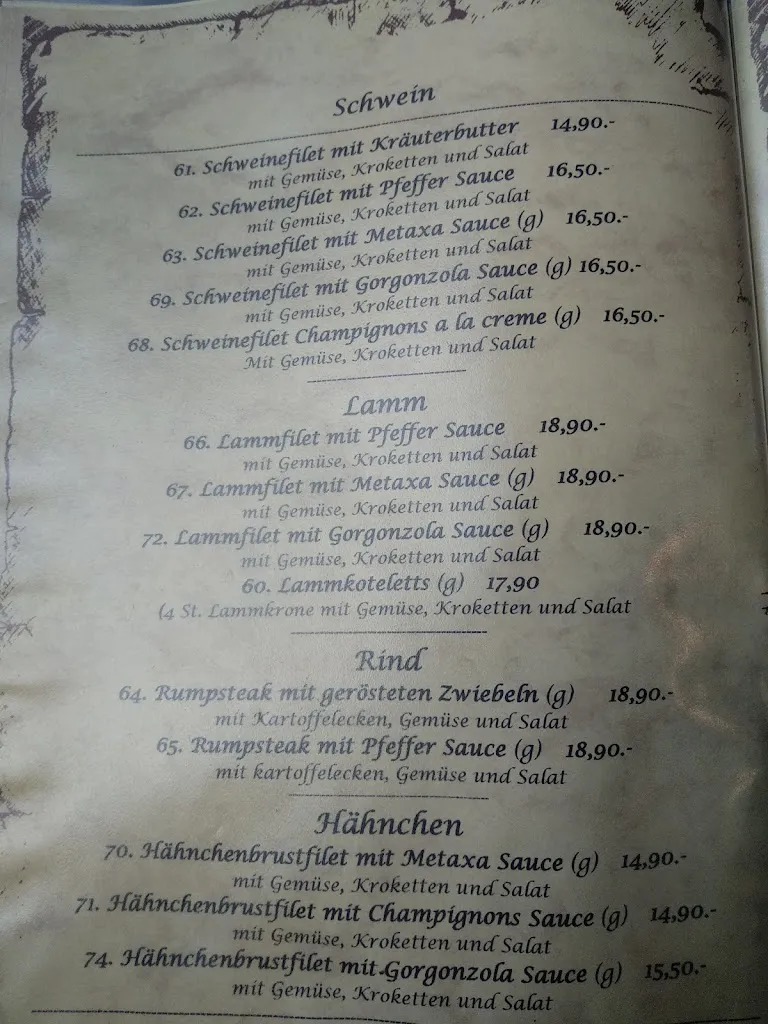 Schwein
61. Schweinefilet mit Kräuterbutter 14,90.-
mit Gemüse, Kroketten und Salat
62. Schweinefilet mit Pfeffer Sauce 16,50.-
mit Gemüse, Kroketten und Salat
63. Schweinefilet mit Metaxa Sauce (g) 16,50.-
mit Gemüse, Kroketten und Salat
69. Schweinefilet mit Gorgonzola Sauce (g) 16,50.-
mit Gemüse, Kroketten und Salat
68. Schweinefilet Champignons a la creme (g) 16,50.-
Mit Gemüse, Kroketten und Salat
Lamm
66. Lammfilet mit Pfeffer Sauce 18,90.-
mit Gemüse, Kroketten und Salat
67. Lammfilet mit Metaxa Sauce (g) 18,90.-
mit Gemüse, Kroketten und Salat
72. Lammfilet mit Gorgonzola Sauce (g) 18,90.-
mit Gemüse, Kroketten und Salat
60. Lammkoteletts (g) 17,90
(4 St. Lammkrone mit Gemüse, Kroketten und Salat
Rind
64. Rumpsteak mit gerösteten Zwiebeln (g) 18,90.-
mit Kartoffelecken, Gemüse und Salat
65. Rumpsteak mit Pfeffer Sauce (g) 18,90.-
mit kartoffelecken, Gemüse und Salat
Hähnchen
70. Hähnchenbrustfilet mit Metaxa Sauce (g) 14,90.-
mit Gemüse, Kroketten und Salat
71. Hähnchenbrustfilet mit Champignons Sauce (g) 14,90.-
mit Gemüse, Kroketten und Salat
74. Hähnchenbrustfilet mit Gorgonzola Sauce (g) 15,50.-
mit Gemüse, Kroketten und Salat